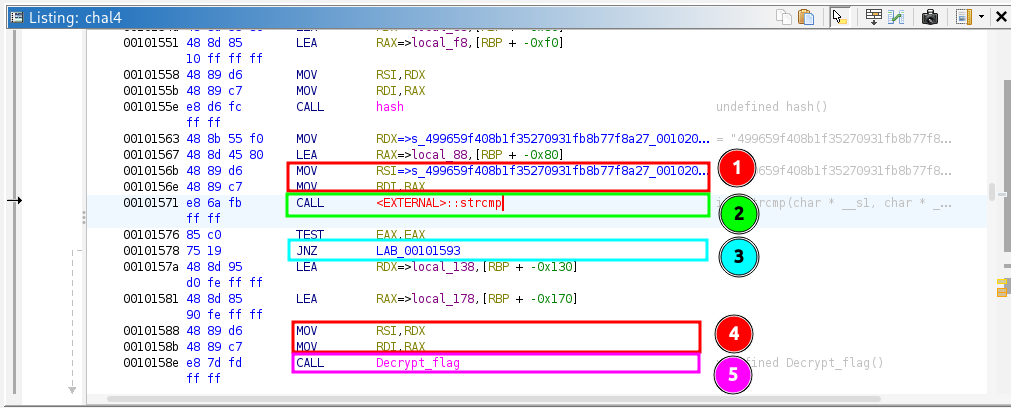 Listing: chal4
00101551 48 8d 85 LEA RAX=>local_f8,[RBP + -0xf0]
10 ff ff ff
00101558 48 89 d6 MOV RSI,RDX
0010155b 48 89 c7 MOV RDI,RAX
0010155e e8 d6 fc CALL hash undefined hash()
ff ff
00101563 48 8b 55 f0 MOV RDX=>s_499659f408b1f35270931fb8b77f8a27_001020... = "499659f408b1f35270931fb8b77f8...
00101567 48 8d 45 80 LEA RAX=>local_88,[RBP + -0x80]
0010156b 48 89 d6 MOV RSI=>s_499659f408b1f35270931fb8b77f8a27_001020... 1
0010156e 48 89 c7 MOV RDI,RAX
00101571 e8 6a fb CALL <EXTERNAL>::strcmp 2 strcmp(char * __s1, char * _...
ff ff
00101576 85 c0 TEST EAX,EAX
00101578 75 19 JNZ LAB_00101593 3
0010157a 48 8d 95 LEA RDX=>local_138,[RBP + -0x130]
d0 fe ff ff
00101581 48 8d 85 LEA RAX=>local_178,[RBP + -0x170]
90 fe ff ff
00101588 48 89 d6 MOV RSI,RDX 4
0010158b 48 89 c7 MOV RDI,RAX
0010158e e8 7d fd CALL Decrypt_flag 5 Decrypt_flag()
ff ff